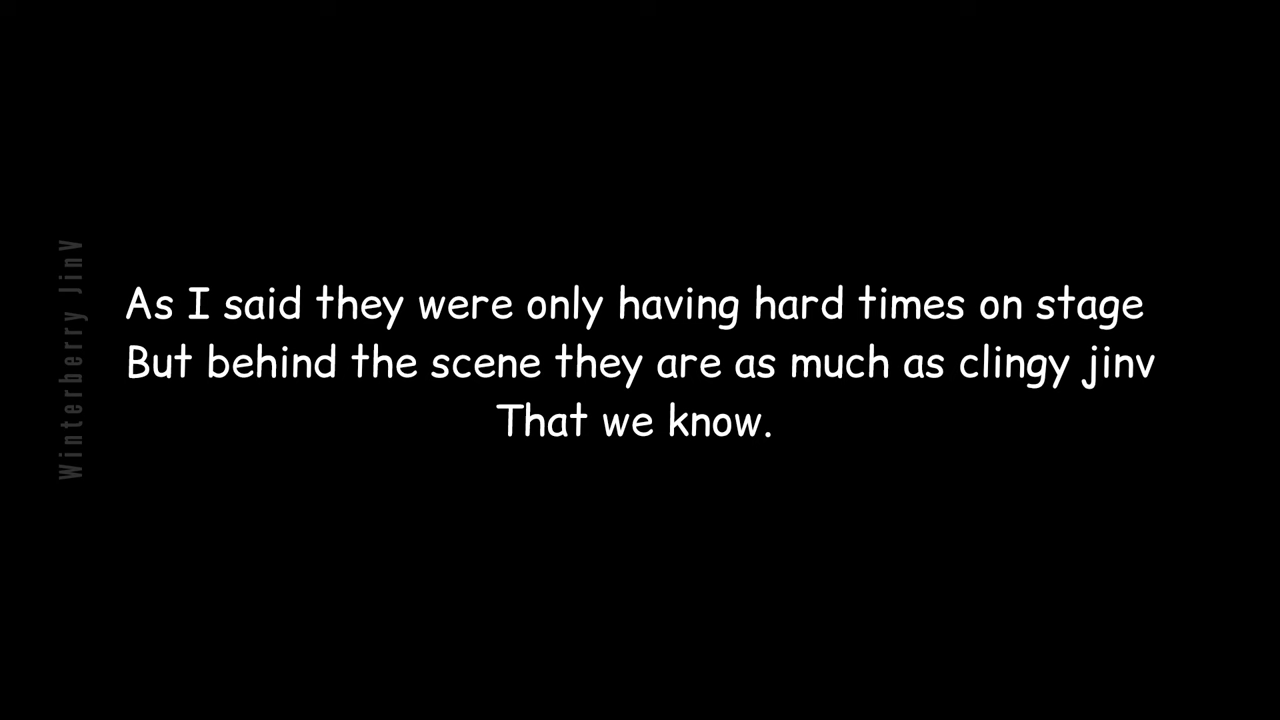 As I said they were only having hard times on stage
But behind the scene they are as much as clingy jinv
That we know.
Winterberry JinV